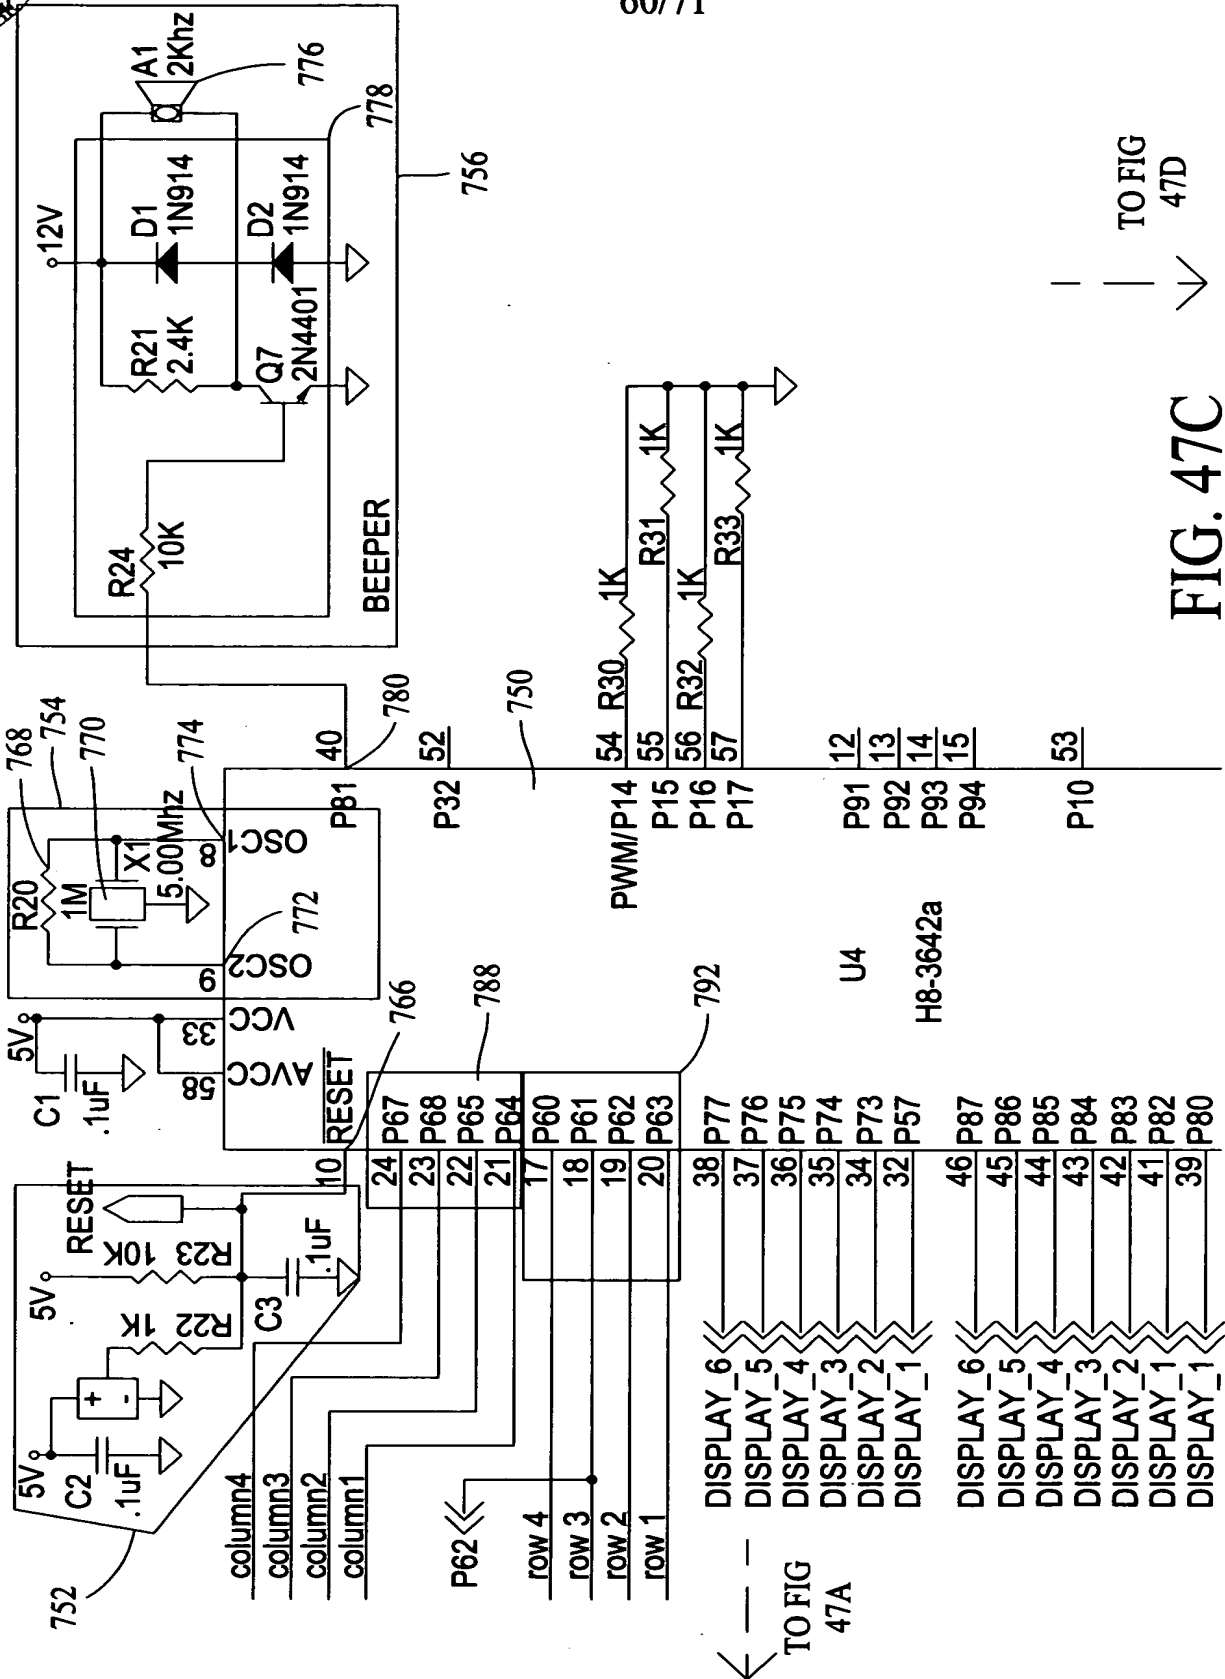 60/71
12V
A1
2Khz
776
778
D1
1N914
D2
1N914
756
R21
2.4K
Q7
2N4401
R24
10K
BEEPER
TO FIG
47D
768
754
770
774
R20
1M
X1
5.00Mhz
8
OSC1
9
OSC2
772
40
P81
780
52
P32
750
54
PWM/P14
R30
1K
55
P15
R31
1K
56
P16
R32
1K
57
P17
R33
1K
12
P91
13
P92
14
P93
15
P94
53
P10
FIG. 47C
U4
H8-3642a
5V
C1
.1uF
33
VCC
58
AVCC
RESET
766
788
792
RESET
5V
10K
R23
1K
R22
C3
.1uF
+
-
5V
C2
.1uF
752
10
24 P67
23 P68
22 P65
21 P64
17 P60
18 P61
19 P62
20 P63
38 P77
37 P76
36 P75
35 P74
34 P73
32 P57
46 P87
45 P86
44 P85
43 P84
42 P83
41 P82
39 P80
column4
column3
column2
column1
P62
row 4
row 3
row 2
row 1
DISPLAY_6
DISPLAY_5
DISPLAY_4
DISPLAY_3
DISPLAY_2
DISPLAY_1
DISPLAY_6
DISPLAY_5
DISPLAY_4
DISPLAY_3
DISPLAY_2
DISPLAY_1
DISPLAY_1
TO FIG
47A